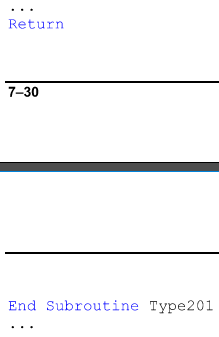 ...
Return
7–30
End Subroutine Type201
...